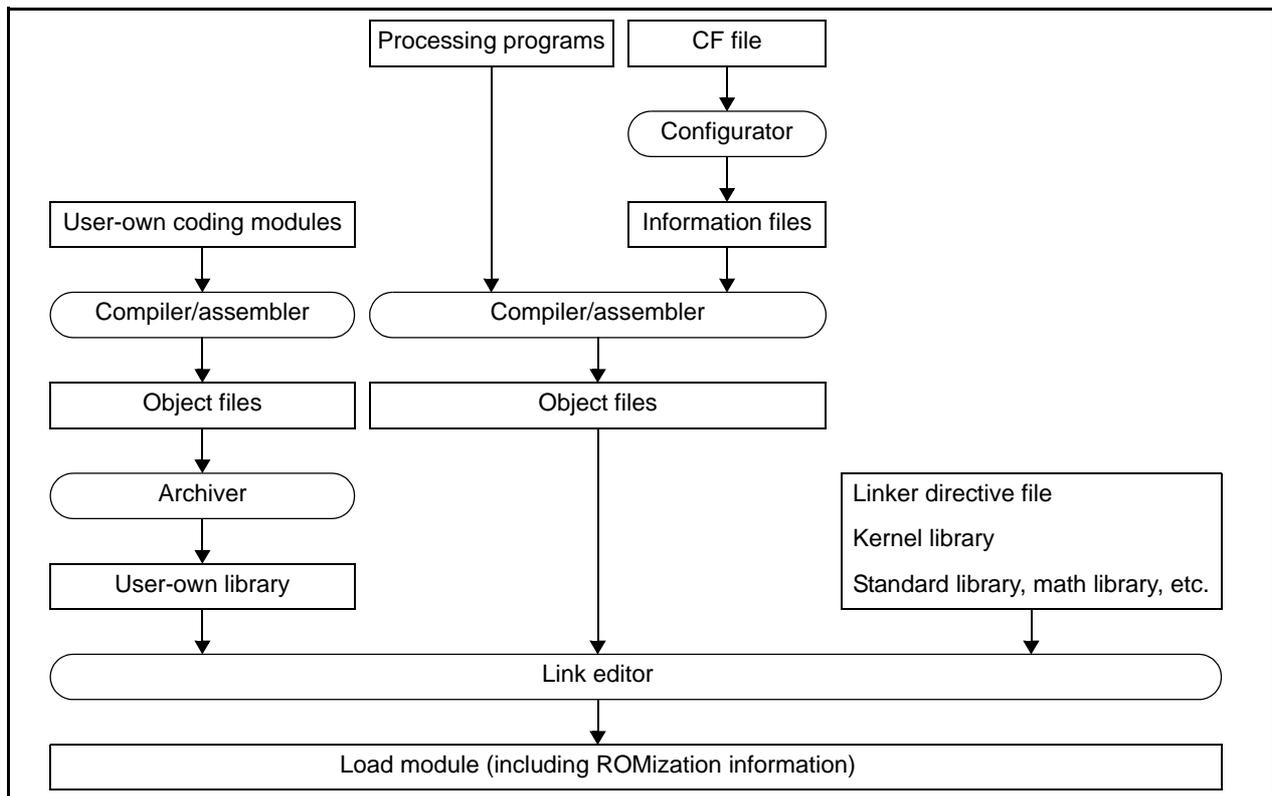 Processing programs
CF file
Configurator
User-own coding modules
Information files
Compiler/assembler
Compiler/assembler
Object files
Object files
Archiver
Linker directive file
Kernel library
User-own library
Standard library, math library, etc.
Link editor
Load module (including ROMization information)